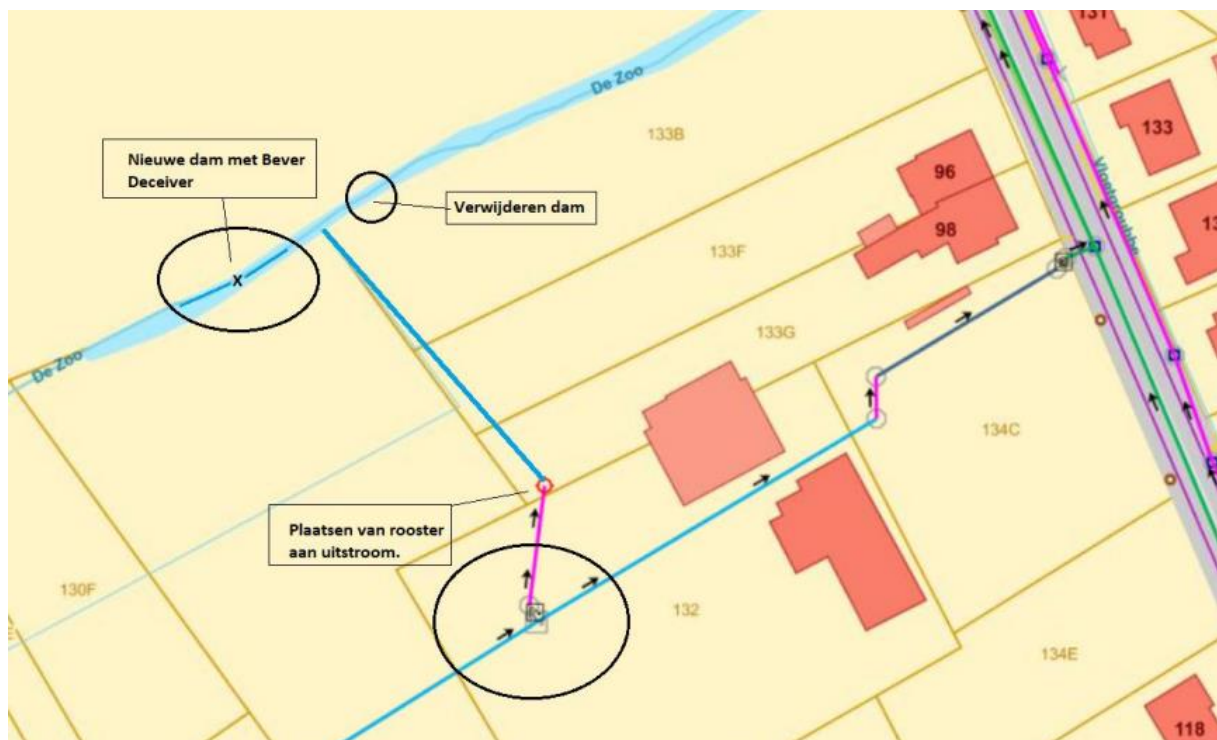 131
De Zoo
133B
133
Nieuwe dam met Bever
Deceiver
96
Verwijderen dam
98
133F
X
133G
De Zoo
134C
Plaatsen van rooster
aan uitstroom.
130F
132
134E
118